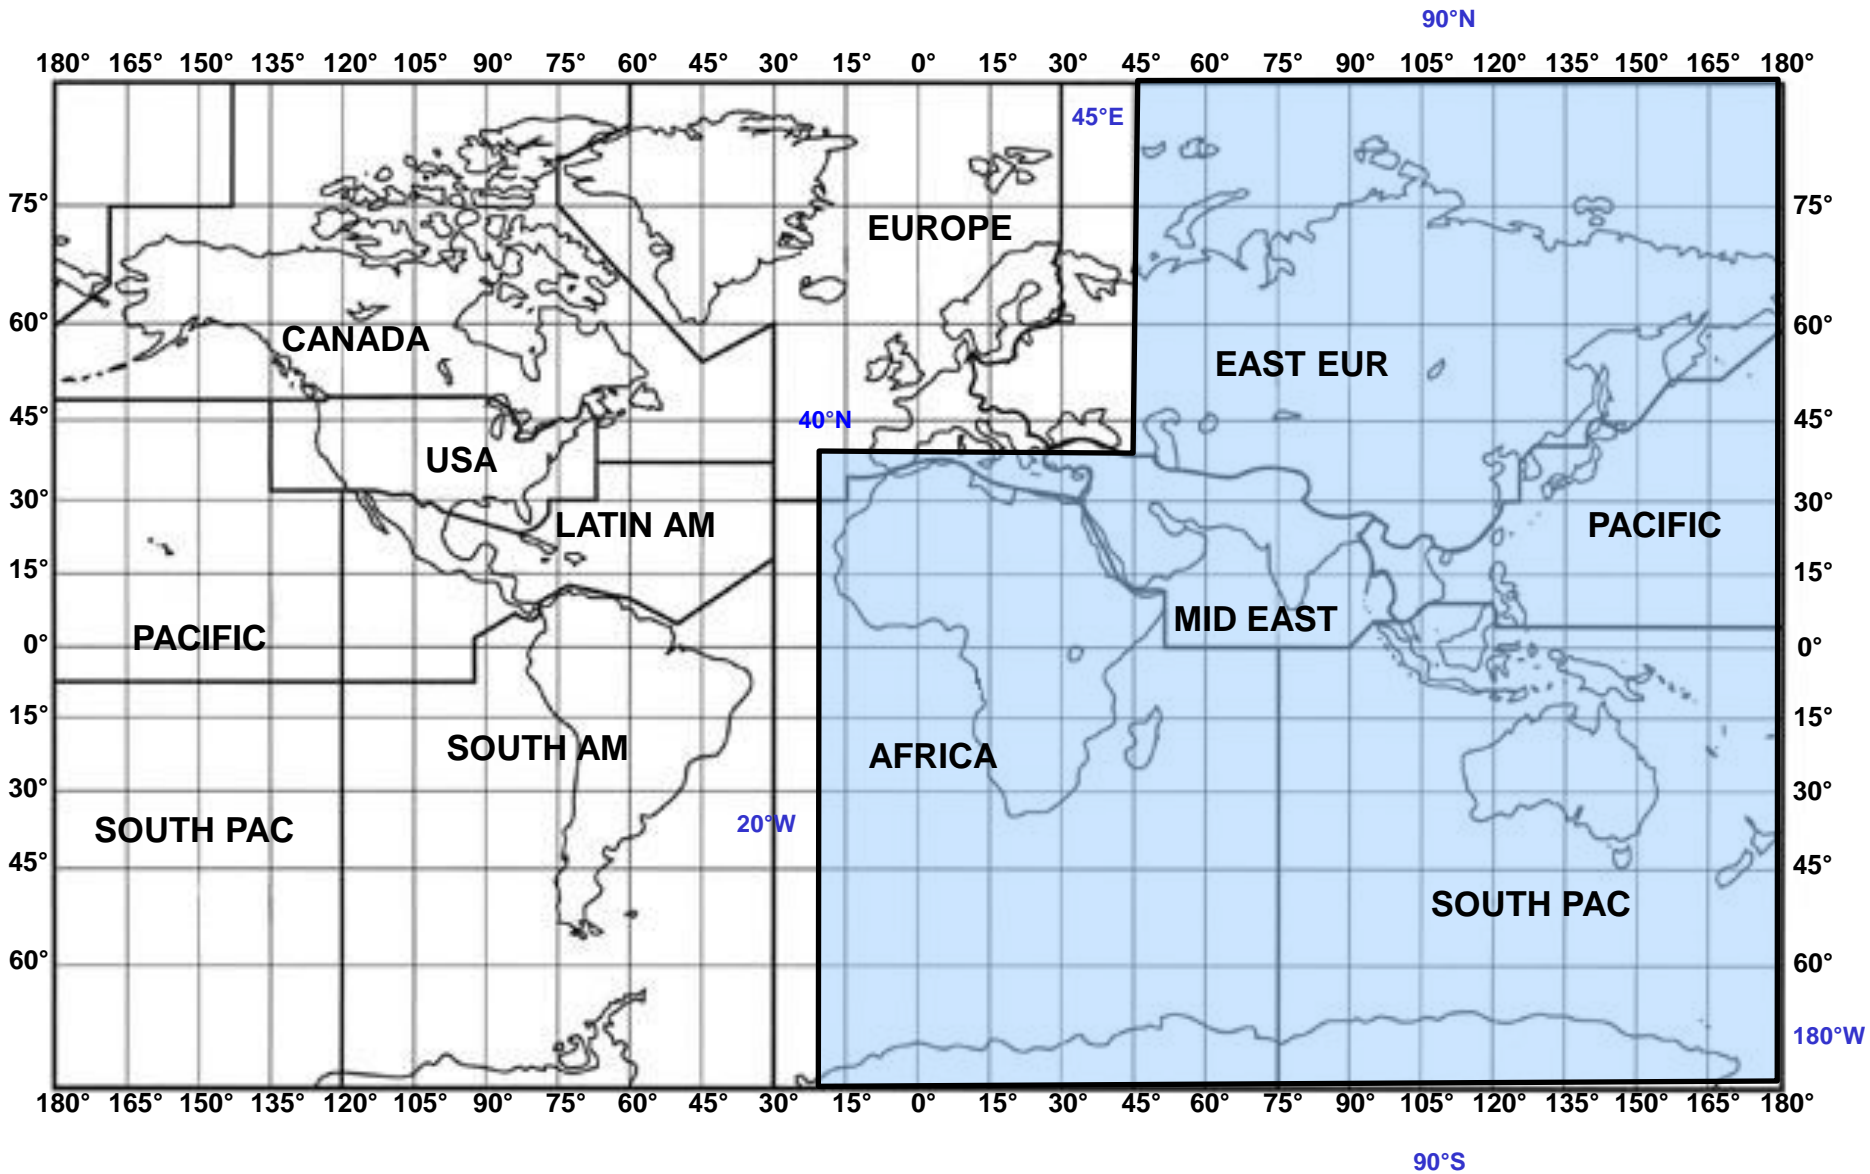 90°N
180° 165° 150° 135° 120° 105° 90° 75° 60° 45° 30° 15° 0° 15° 30° 45° 60° 75° 90° 105° 120° 135° 150° 165° 180°
45°E
75° 75°
EUROPE
60° 60°
CANADA
EAST EUR
45° 40°N 45°
USA
30° 30°
LATIN AM PACIFIC
15° 15°
MID EAST
PACIFIC
0° 0°
15° 15°
SOUTH AM AFRICA
30° 30°
SOUTH PAC 20°W
45° 45°
SOUTH PAC
60° 60°
180°W
180° 165° 150° 135° 120° 105° 90° 75° 60° 45° 30° 15° 0° 15° 30° 45° 60° 75° 90° 105° 120° 135° 150° 165° 180°
90°S